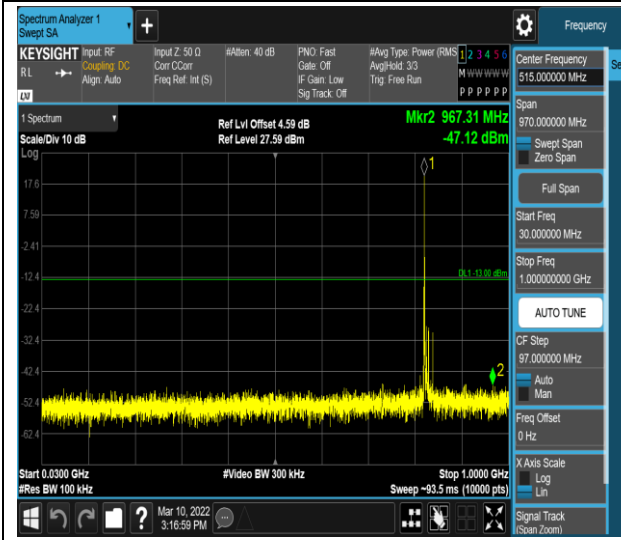 Spectrum Analyzer 1
Swept SA
Frequency
KEYSIGHT
RL
LXI
Input: RF
Coupling: DC
Align: Auto
Input Z: 50 Ω
Corr CCorr
Freq Ref: Int (S)
#Atten: 40 dB
PNO: Fast
Gate: Off
IF Gain: Low
Sig Track: Off
#Avg Type: Power (RMS
Avg|Hold: 3/3
Trig: Free Run
1 2 3 4 5 6
M W W W W W
P P P P P P
1 Spectrum
Scale/Div 10 dB
Log
Ref Lvl Offset 4.59 dB
Ref Level 27.59 dBm
Mkr2 967.31 MHz
-47.12 dBm
17.6
7.59
-2.41
-12.4
-22.4
-32.4
-42.4
-52.4
-62.4
1
DL1 -13.00 dBm
2
Start 0.0300 GHz
#Res BW 100 kHz
#Video BW 300 kHz
Stop 1.0000 GHz
Sweep ~93.5 ms (10000 pts)
?
Mar 10, 2022
3:16:59 PM
Center Frequency
515.000000 MHz
Se
Span
970.000000 MHz
Swept Span
Zero Span
Full Span
Start Freq
30.000000 MHz
Stop Freq
1.000000000 GHz
AUTO TUNE
CF Step
97.000000 MHz
Auto
Man
Freq Offset
0 Hz
X Axis Scale
Log
Lin
Signal Track
(Span Zoom)